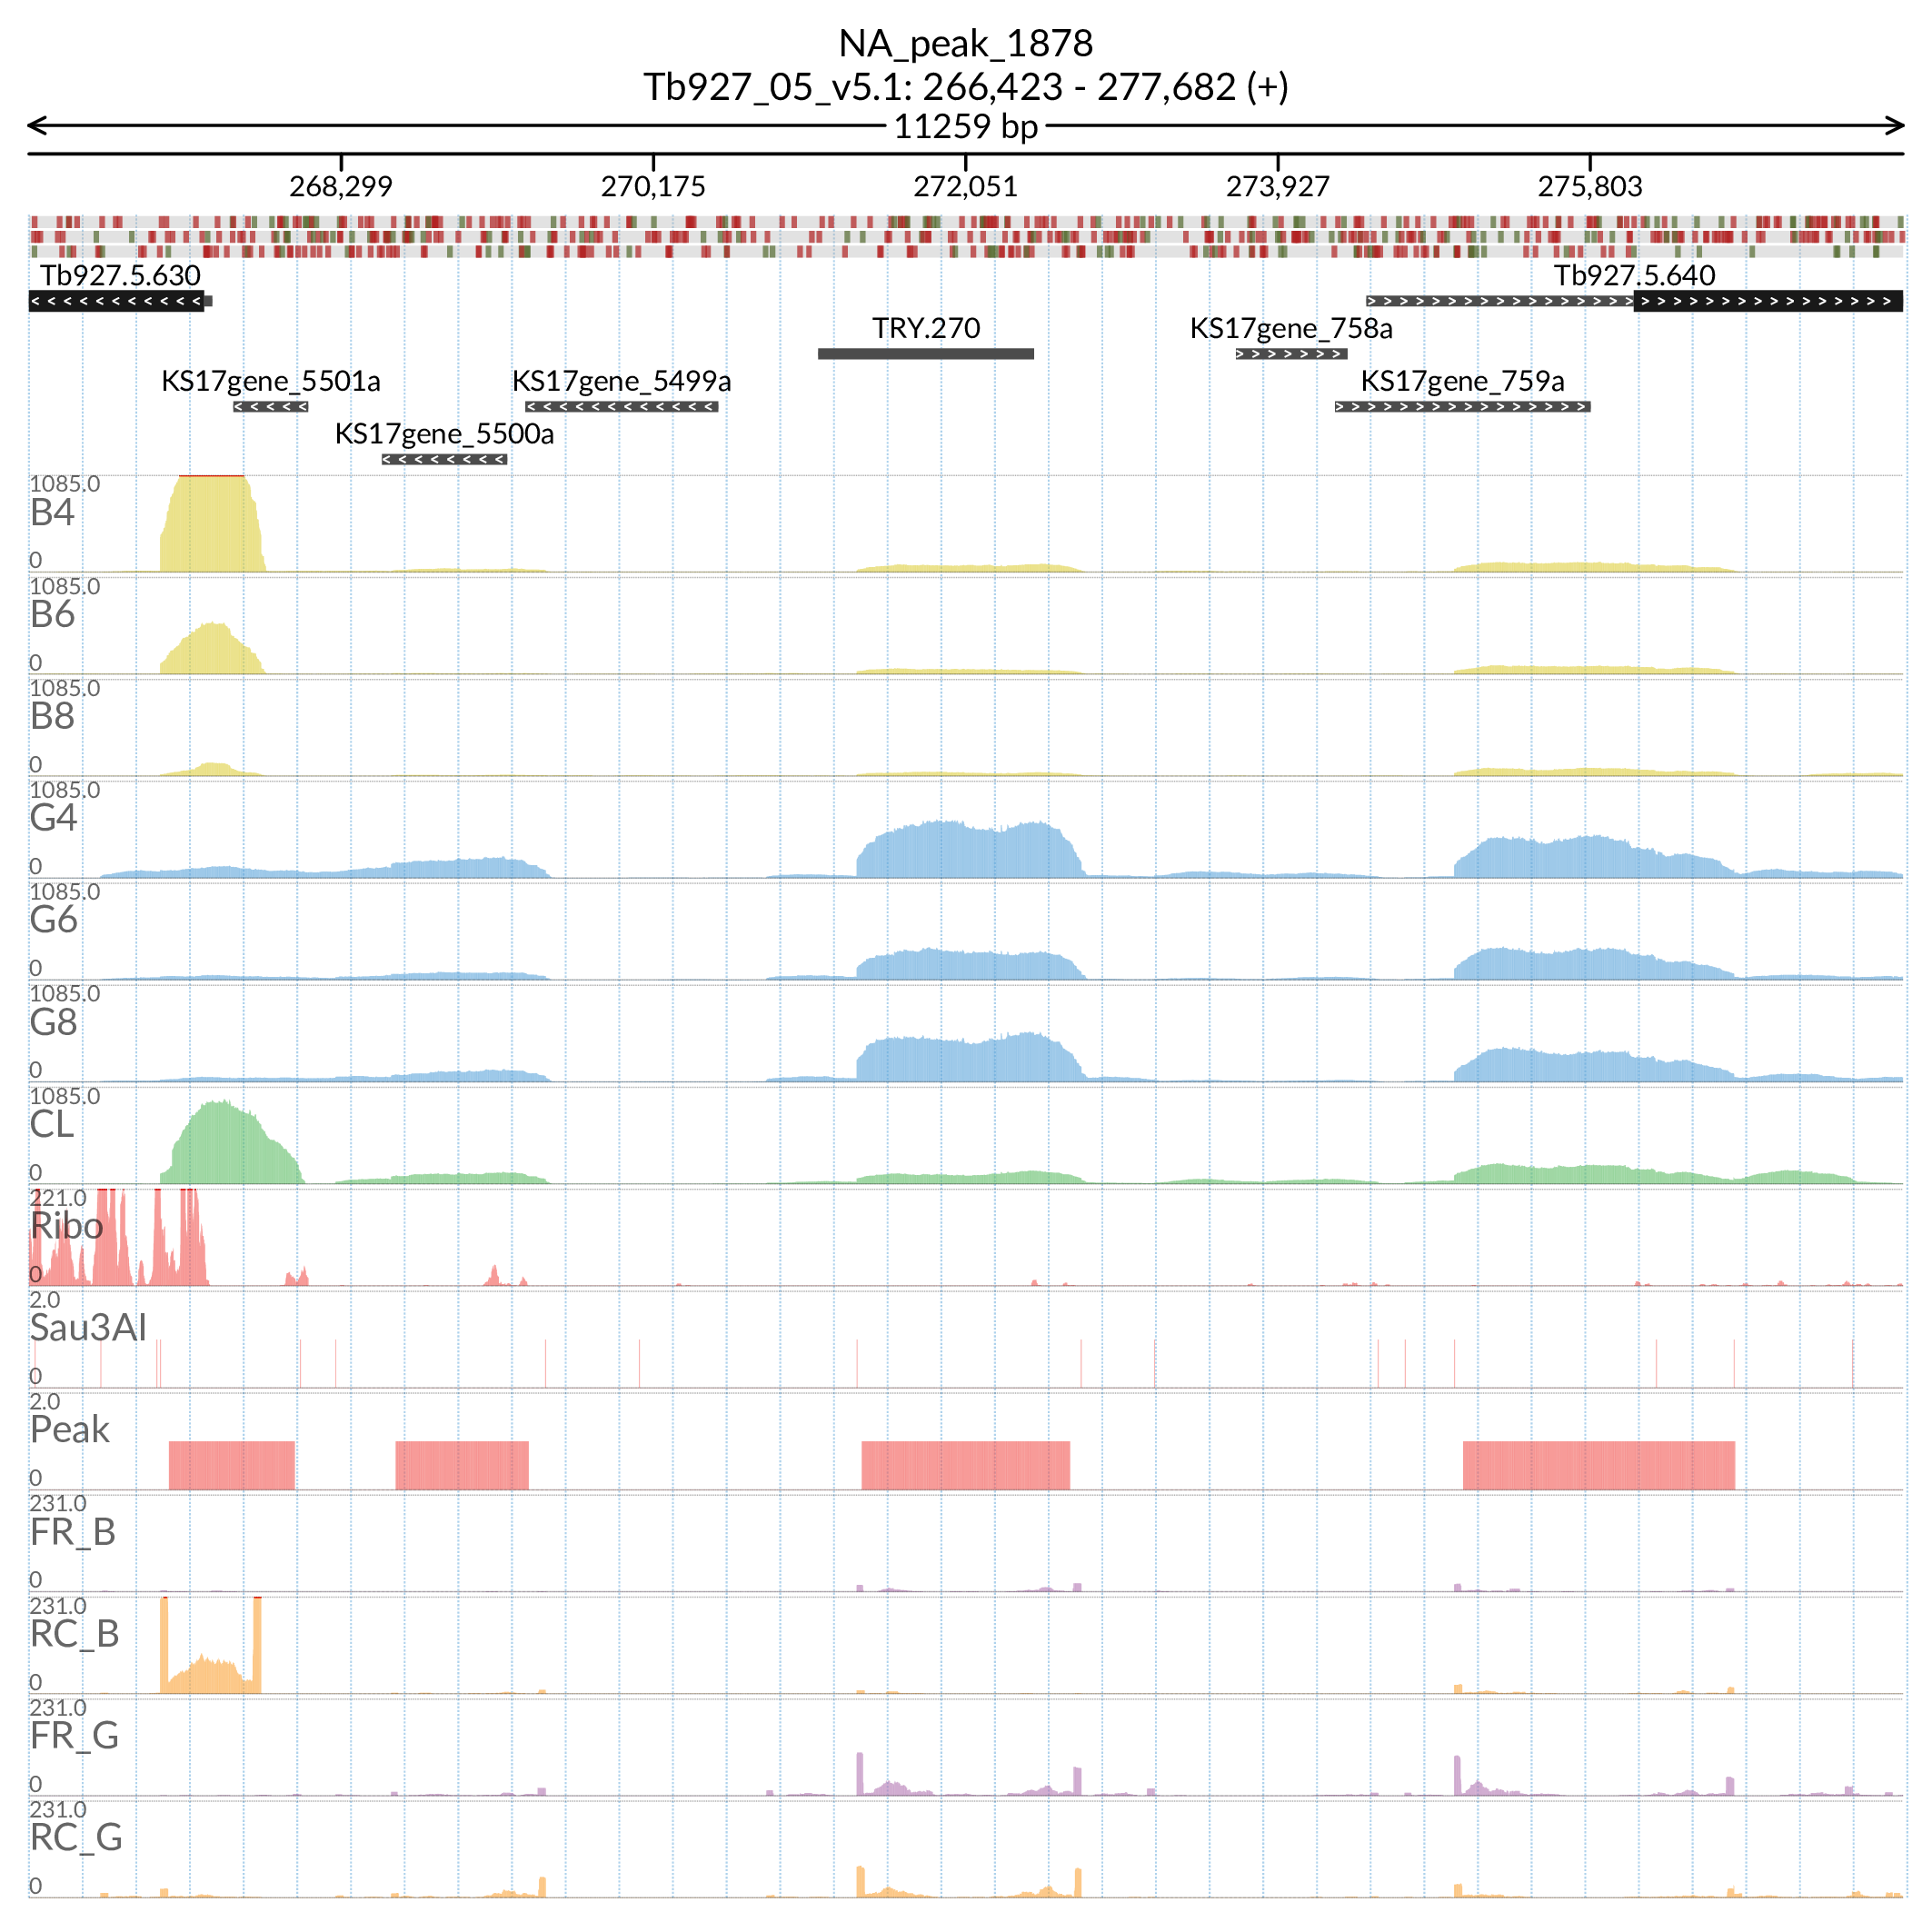 NA_peak_1878
Tb927_05_v5.1: 266,423 - 277,682 (+)
11259 bp
268,299 270,175 272,051 273,927 275,803
Tb927.5.630 Tb927.5.640
TRY.270 KS17gene_758a
KS17gene_5501a KS17gene_5499a KS17gene_759a
KS17gene_5500a
1085.0
B4
0
1085.0
B6
0
1085.0
B8
0
1085.0
G4
0
1085.0
G6
0
1085.0
G8
0
1085.0
CL
0
221.0
Ribo
0
2.0
Sau3AI
0
2.0
Peak
0
231.0
FR_B
0
231.0
RC_B
0
231.0
FR_G
0
231.0
RC_G
0